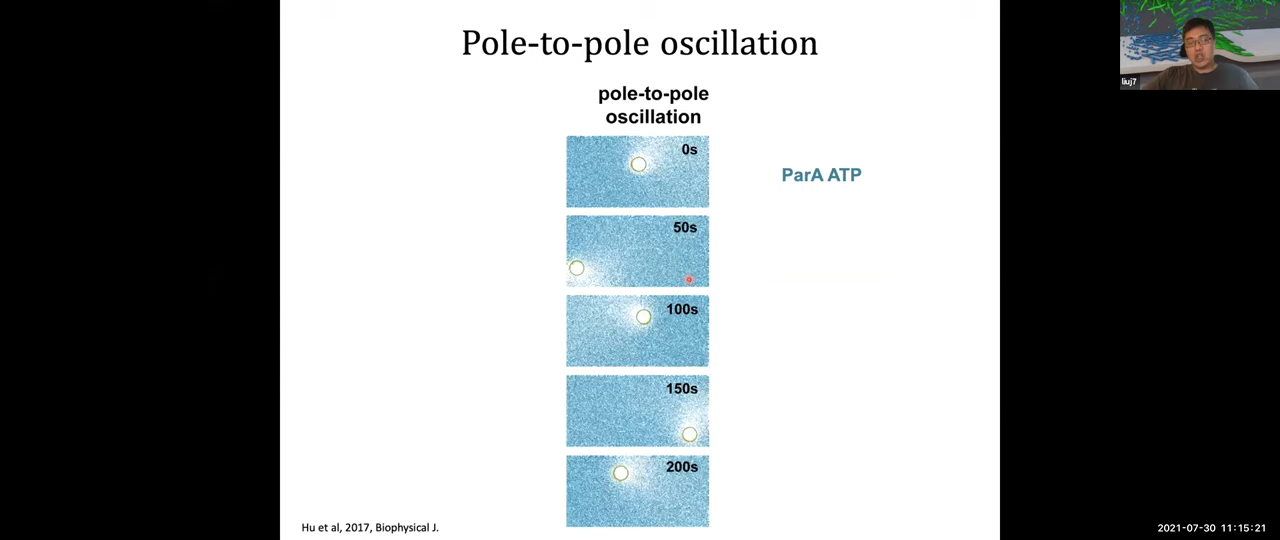 Pole-to-pole oscillation
liuj7
pole-to-pole
oscillation
0s
ParA ATP
50s
100s
150s
200s
Hu et al, 2017, Biophysical J.
2021-07-30 11:15:21